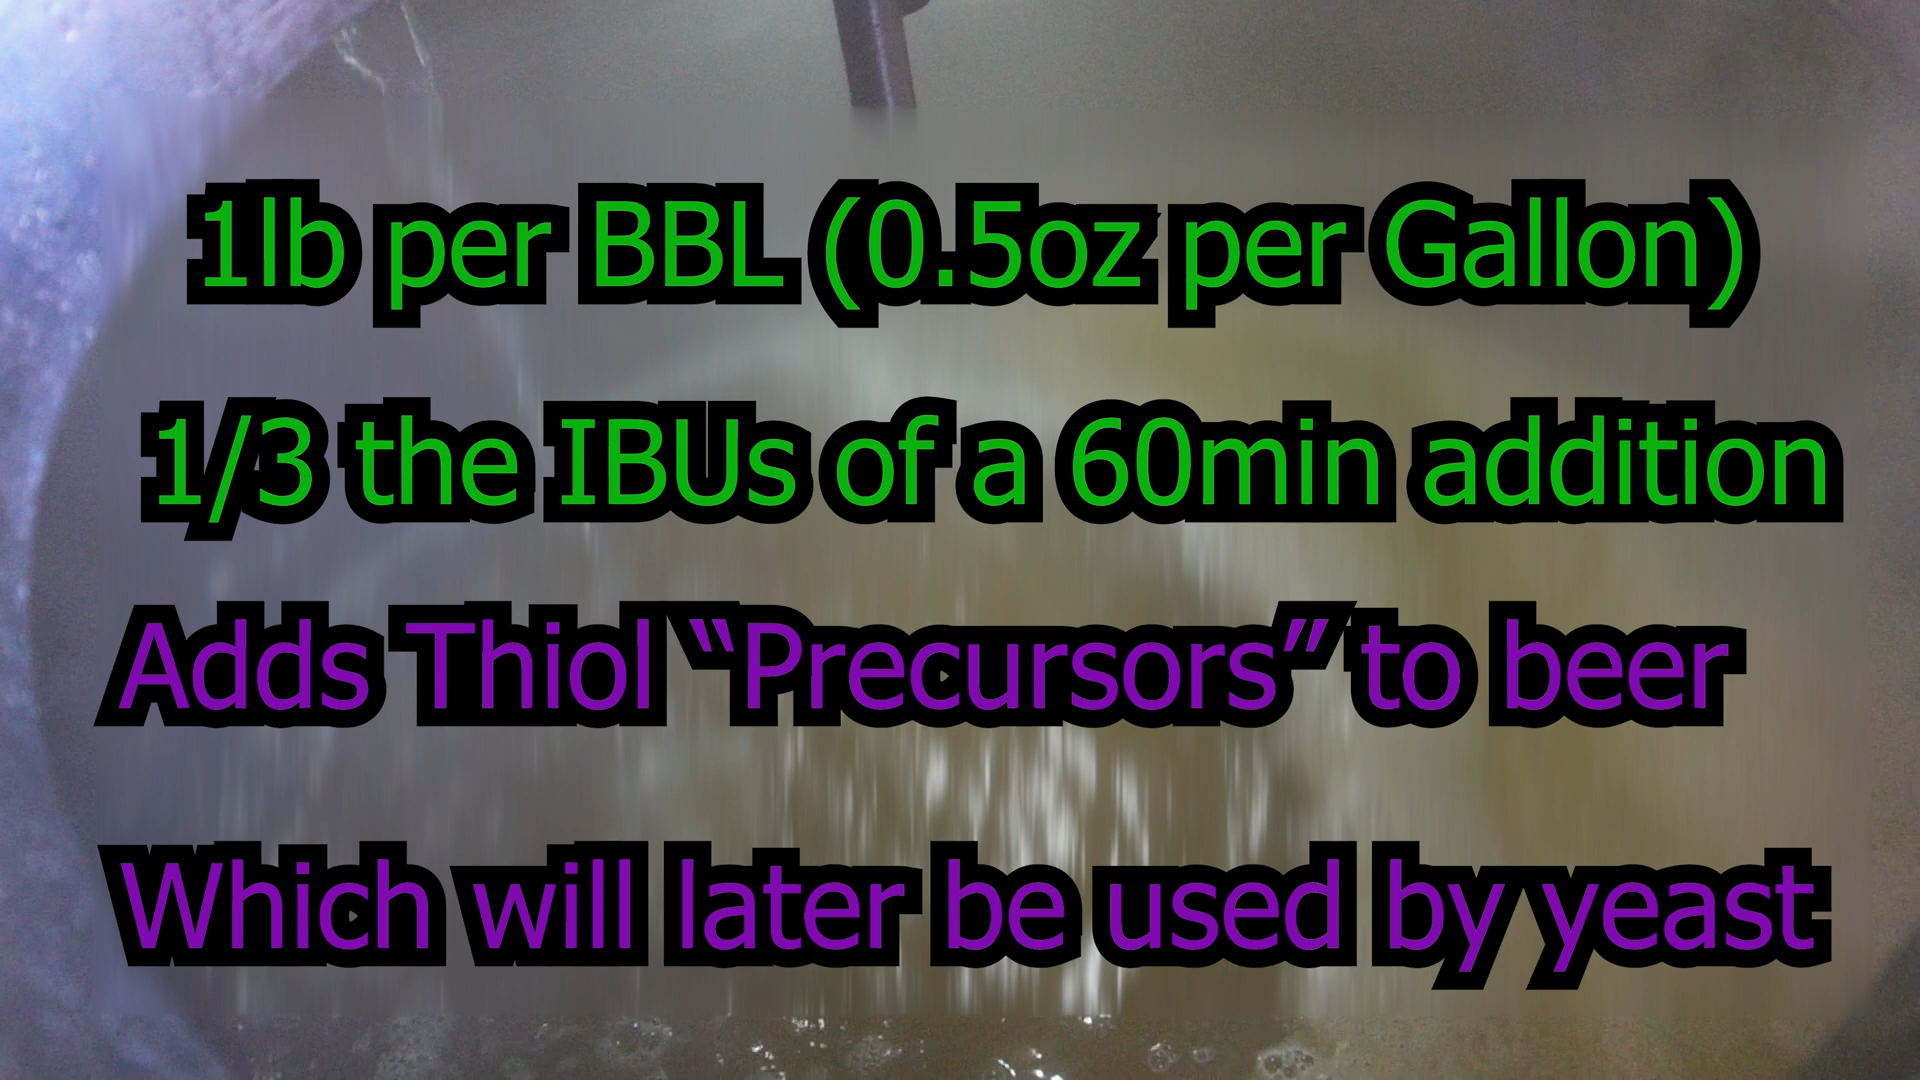 1lb per BBL (0.5oz per Gallon)
1/3 the IBUs of a 60min addition
Adds Thiol “Precursors” to beer
Which will later be used by yeast